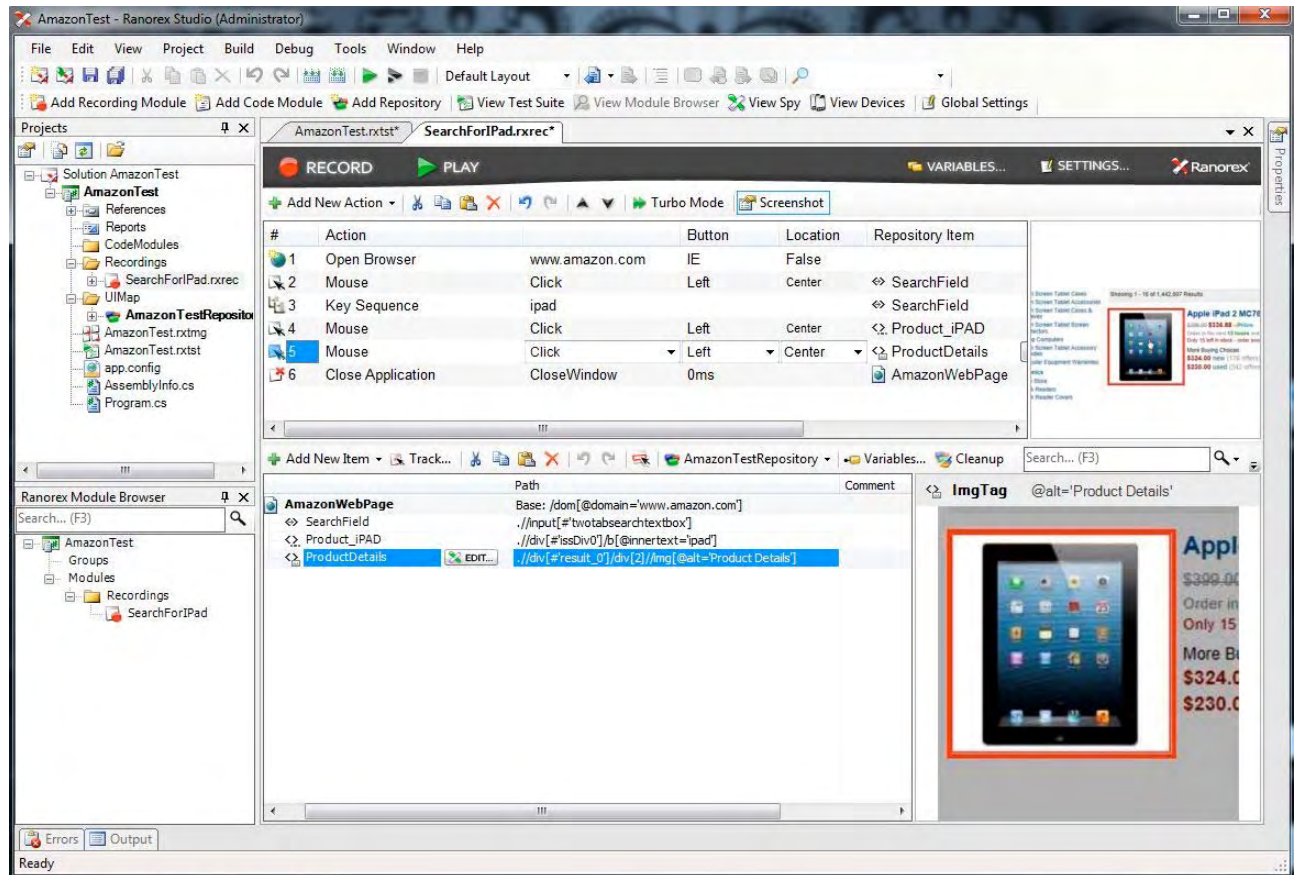 AmazonTest - Ranorex Studio (Administrator)
File Edit View Project Build Debug Tools Window Help
Default Layout
Add Recording Module Add Code Module Add Repository View Test Suite View Module Browser View Spy View Devices Global Settings
Projects
Solution AmazonTest
AmazonTest
References
Reports
CodeModules
Recordings
SearchForIPad.rxrec
UIMap
AmazonTestRepositor
AmazonTest.rxtmg
AmazonTest.rxtst
app.config
AssemblyInfo.cs
Program.cs
AmazonTest.rxtst* SearchForIPad.rxrec*
RECORD PLAY VARIABLES... SETTINGS... Ranorex
Add New Action Turbo Mode Screenshot
# Action Button Location Repository Item
1 Open Browser www.amazon.com IE False
2 Mouse Click Left Center SearchField
3 Key Sequence ipad SearchField
4 Mouse Click Left Center Product_iPAD
5 Mouse Click Left Center ProductDetails
6 Close Application CloseWindow 0ms AmazonWebPage
Apple iPad 2 MC76
Properties
Add New Item Track... AmazonTestRepository Variables... Cleanup Search... (F3)
Path Comment
AmazonWebPage Base: /dom[@domain='www.amazon.com']
SearchField .//input[#'twotabsearchtextbox']
Product_iPAD .//div[#'issDiv0']/b[@innertext='ipad']
ProductDetails EDIT... .//div[#'result_0']/div[2]//img[@alt='Product Details']
ImgTag @alt='Product Details'
Appl
$399.00
Order in
Only 15
More Bu
$324.0
$230.0
Ranorex Module Browser
Search... (F3)
AmazonTest
Groups
Modules
Recordings
SearchForIPad
Errors Output
Ready